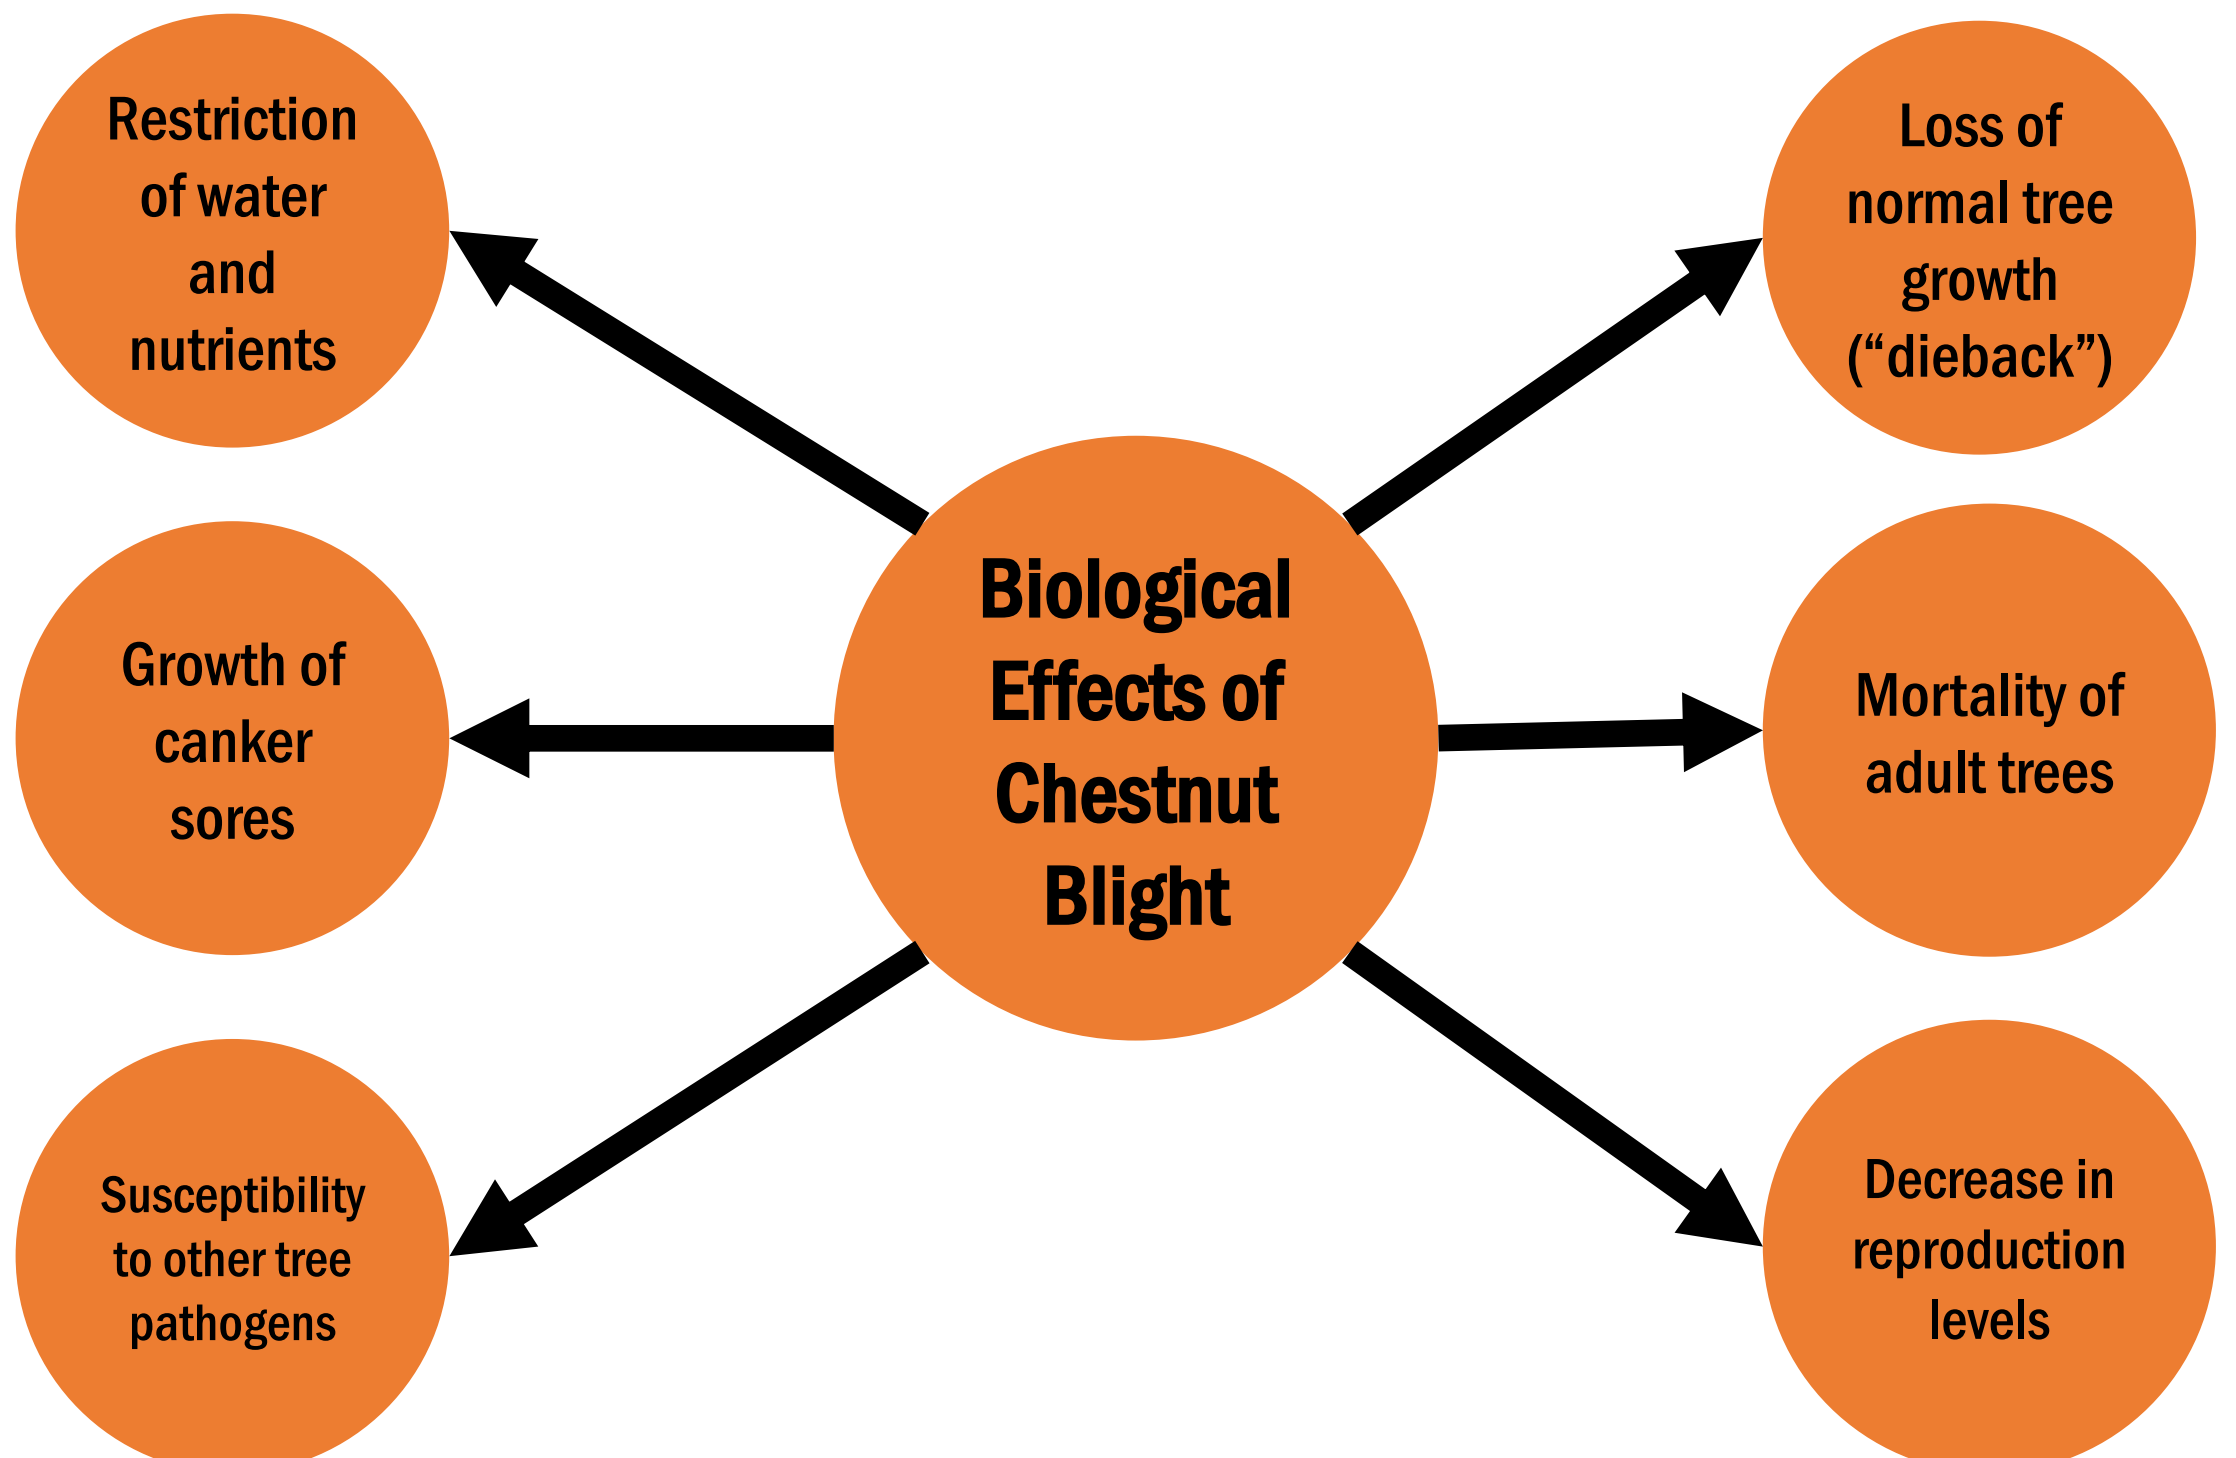 Restriction
of water
and
nutrients
Growth of
canker
sores
Susceptibility
to other tree
pathogens
Biological
Effects of
Chestnut
Blight
Loss of
normal tree
growth
(“dieback”)
Mortality of
adult trees
Decrease in
reproduction
levels